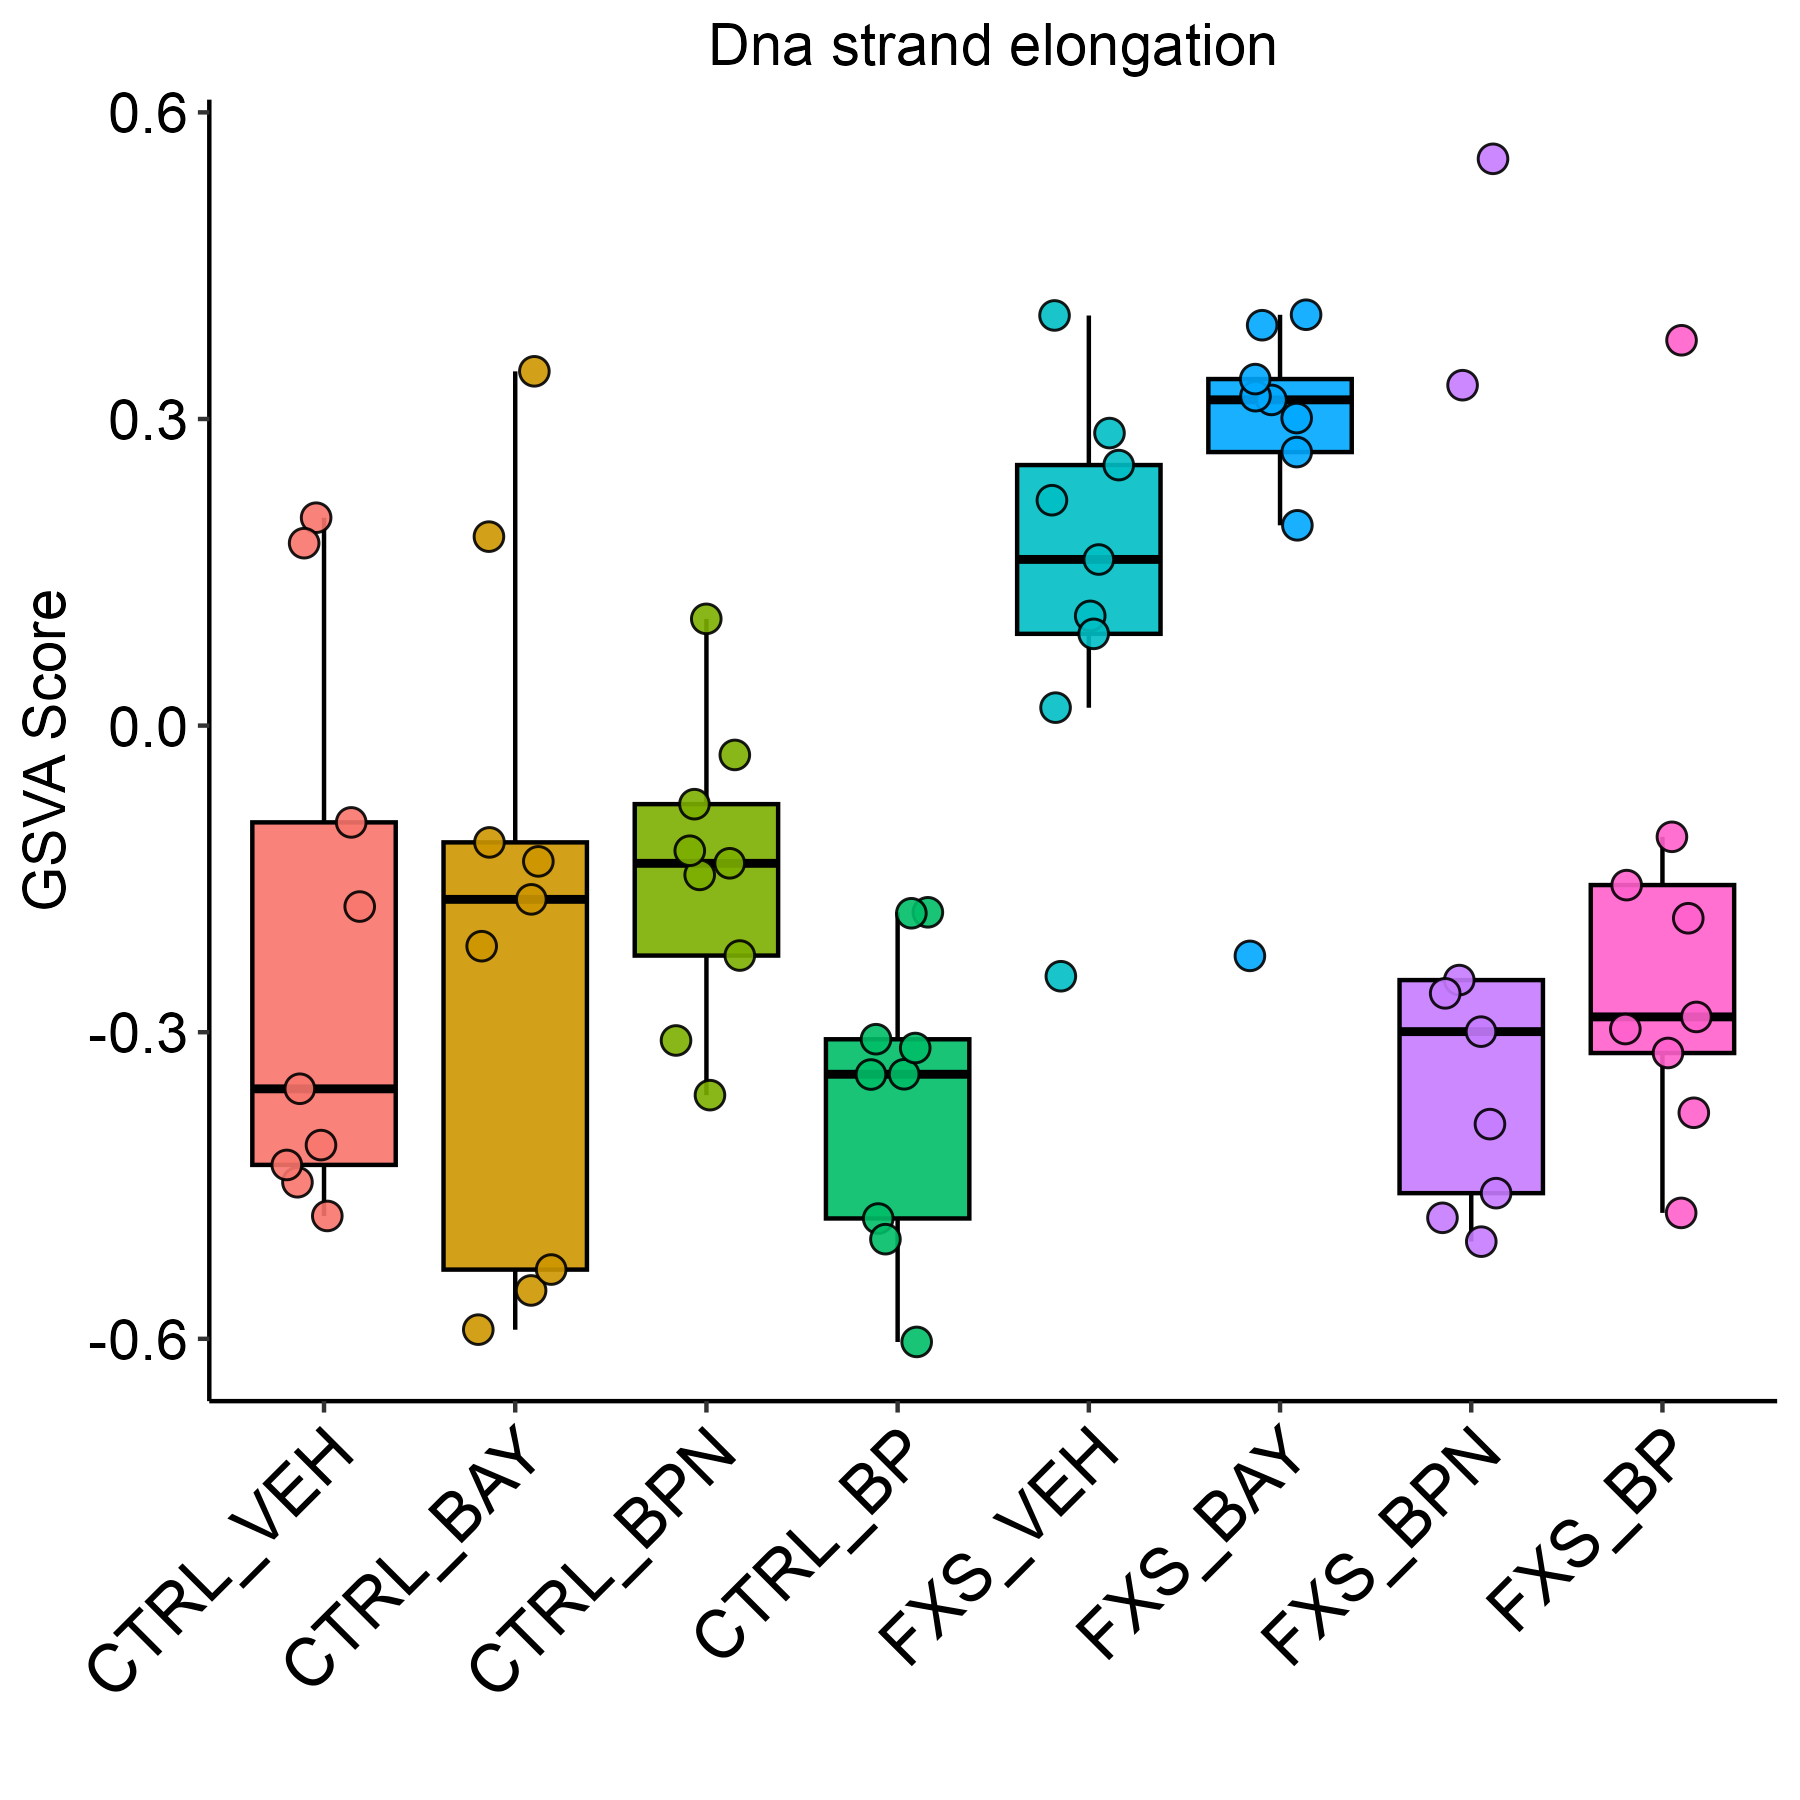 Dna strand elongation
GSVA Score
0.6
0.3
0.0
-0.3
-0.6
CTRL_VEH
CTRL_BAY
CTRL_BPN
CTRL_BP
FXS_VEH
FXS_BAY
FXS_BPN
FXS_BP